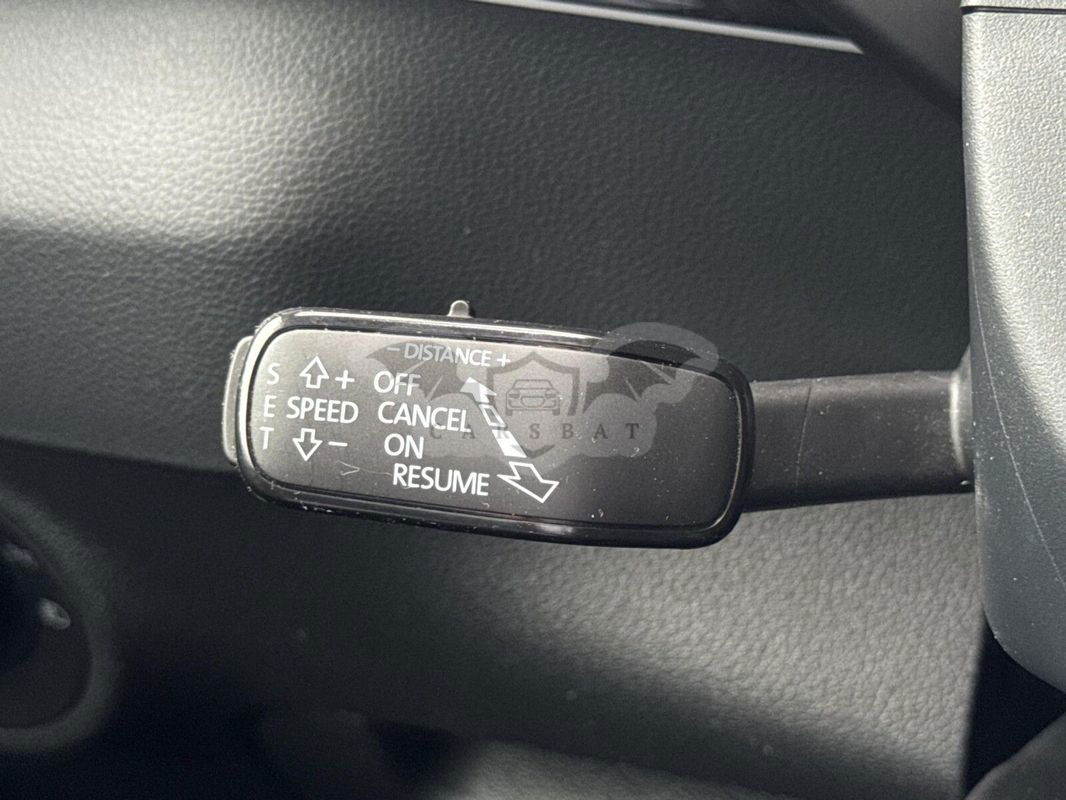 − DISTANCE +
S + OFF
E SPEED CANCEL
T − ON
RESUME
CARSBAT